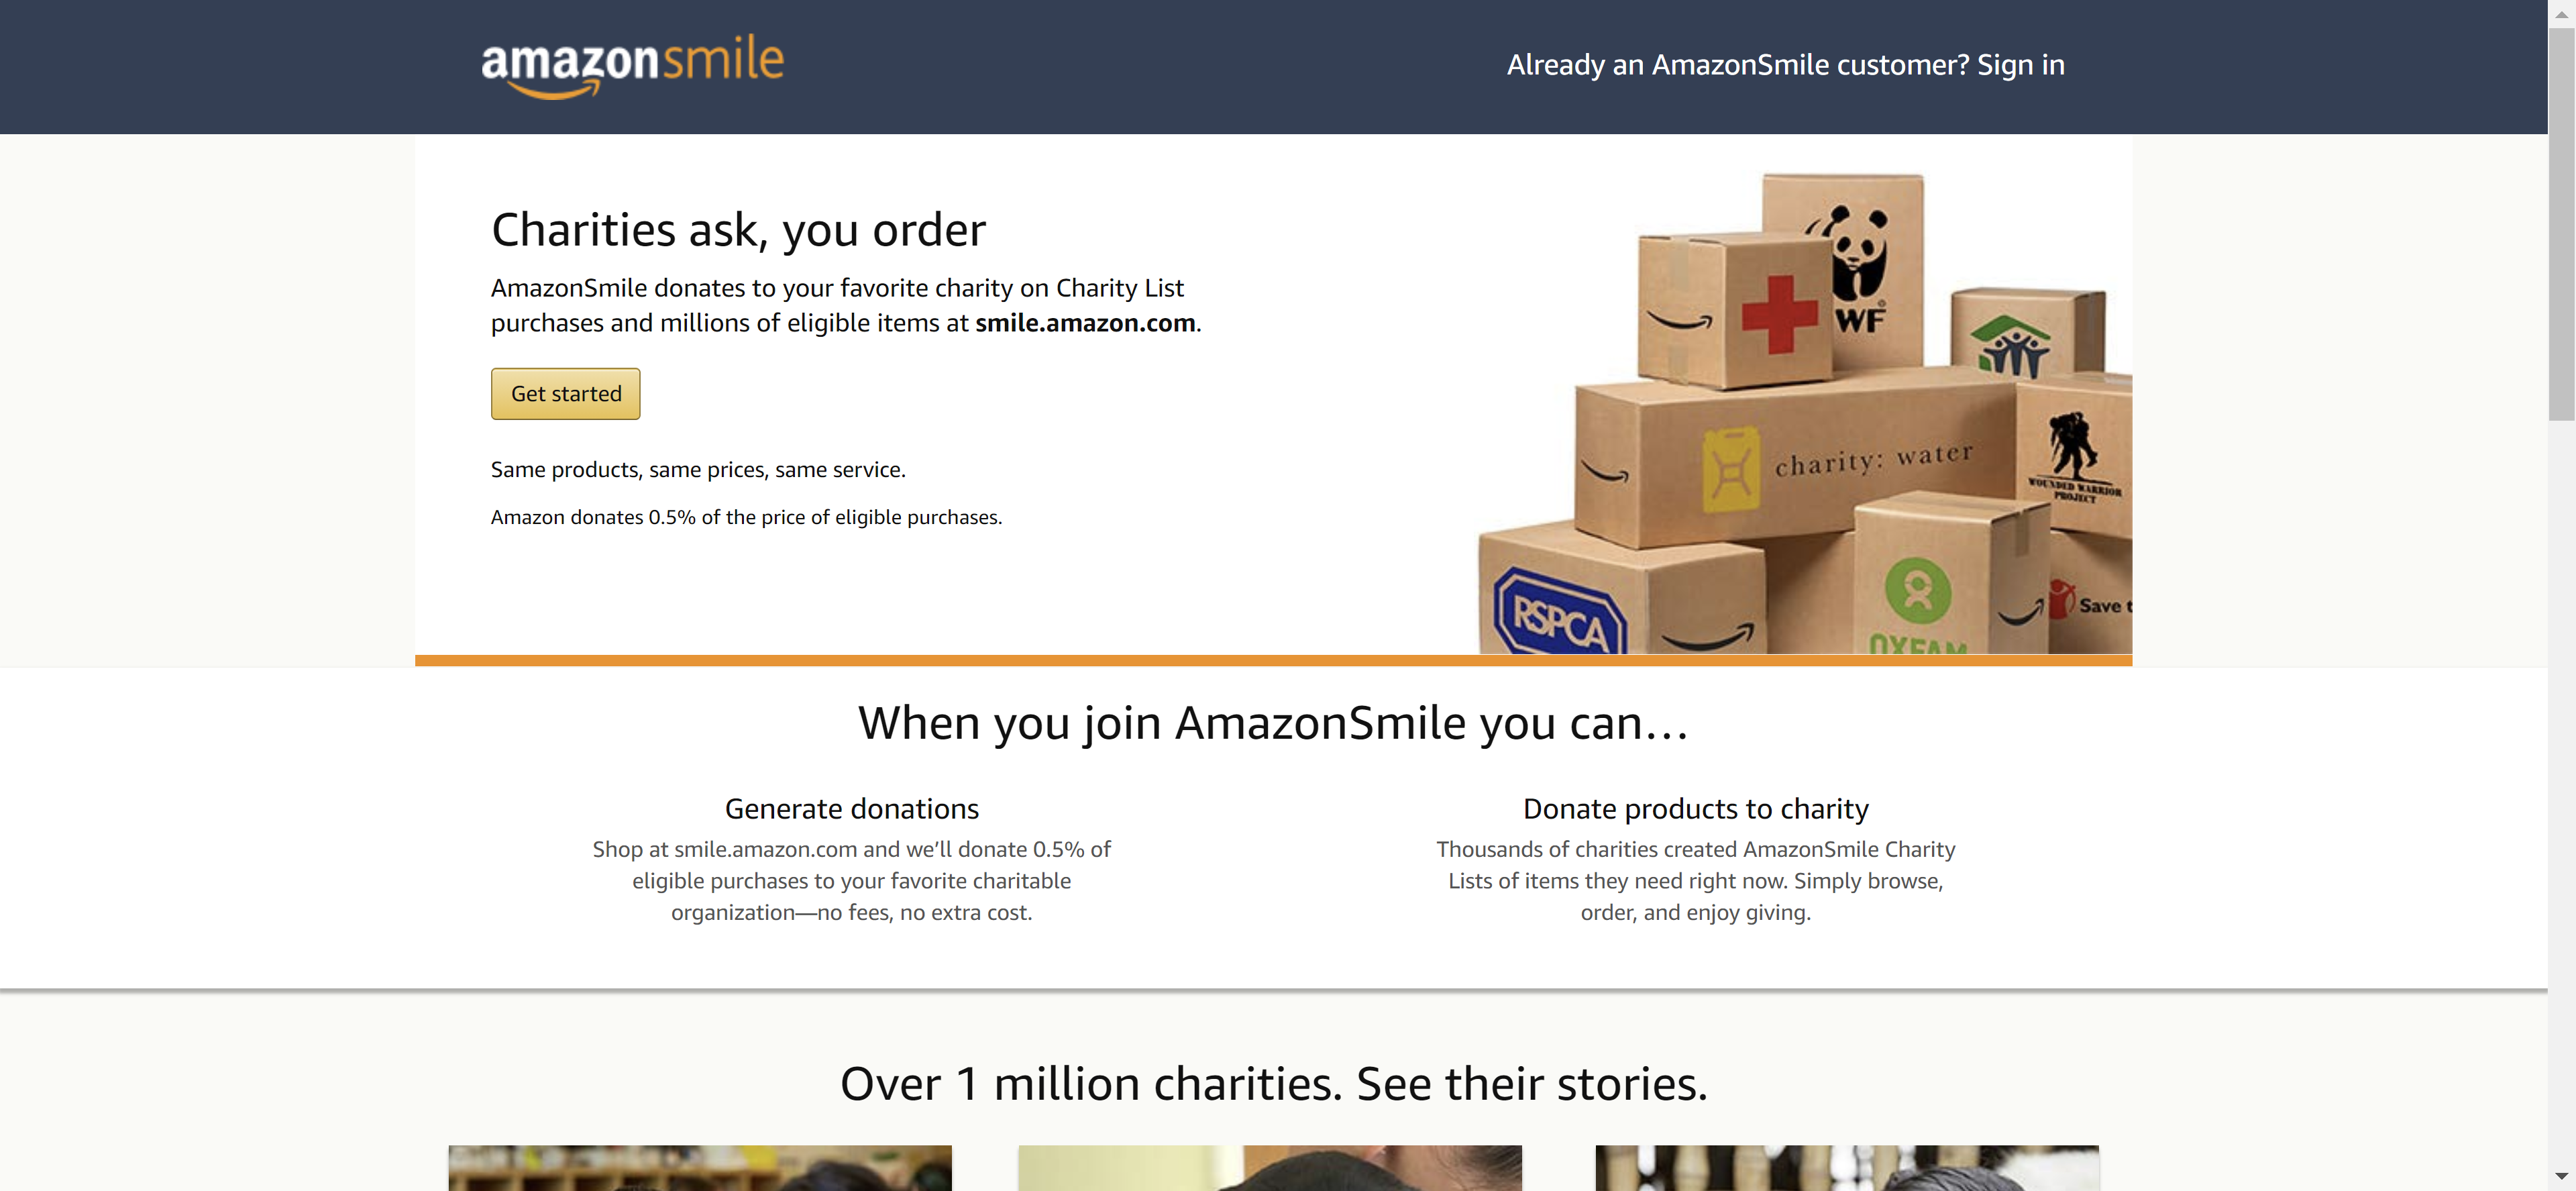 amazonsmile
Already an AmazonSmile customer? Sign in
Charities ask, you order
AmazonSmile donates to your favorite charity on Charity List
purchases and millions of eligible items at smile.amazon.com.
Get started
Same products, same prices, same service.
Amazon donates 0.5% of the price of eligible purchases.
WF
charity: water
WOUNDED WARRIOR
PROJECT
RSPCA
OXFAM
Save t
When you join AmazonSmile you can...
Generate donations
Shop at smile.amazon.com and we’ll donate 0.5% of
eligible purchases to your favorite charitable
organization—no fees, no extra cost.
Donate products to charity
Thousands of charities created AmazonSmile Charity
Lists of items they need right now. Simply browse,
order, and enjoy giving.
Over 1 million charities. See their stories.